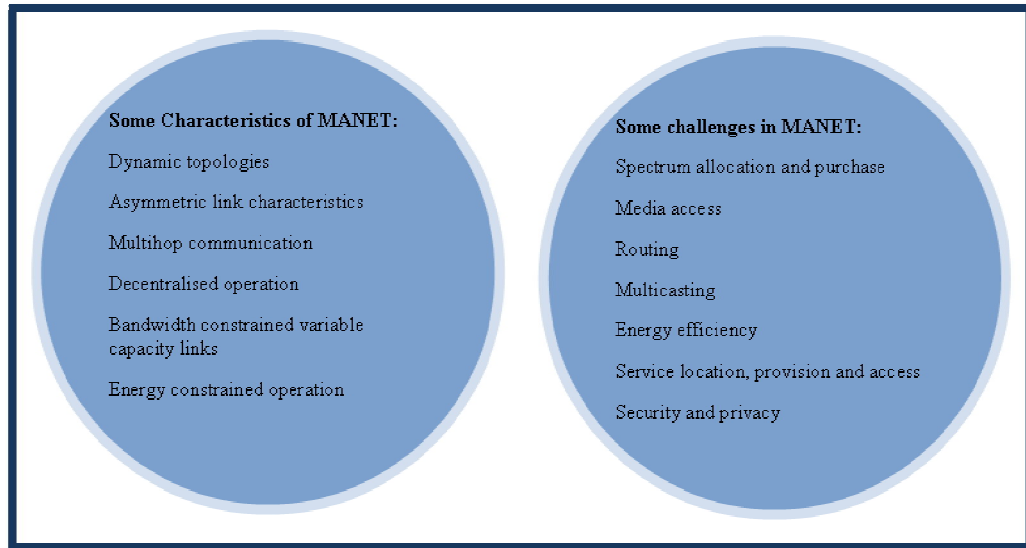 Some Characteristics of MANET:
Dynamic topologies
Asymmetric link characteristics
Multihop communication
Decentralised operation
Bandwidth constrained variable
capacity links
Energy constrained operation
Some challenges in MANET:
Spectrum allocation and purchase
Media access
Routing
Multicasting
Energy efficiency
Service location, provision and access
Security and privacy